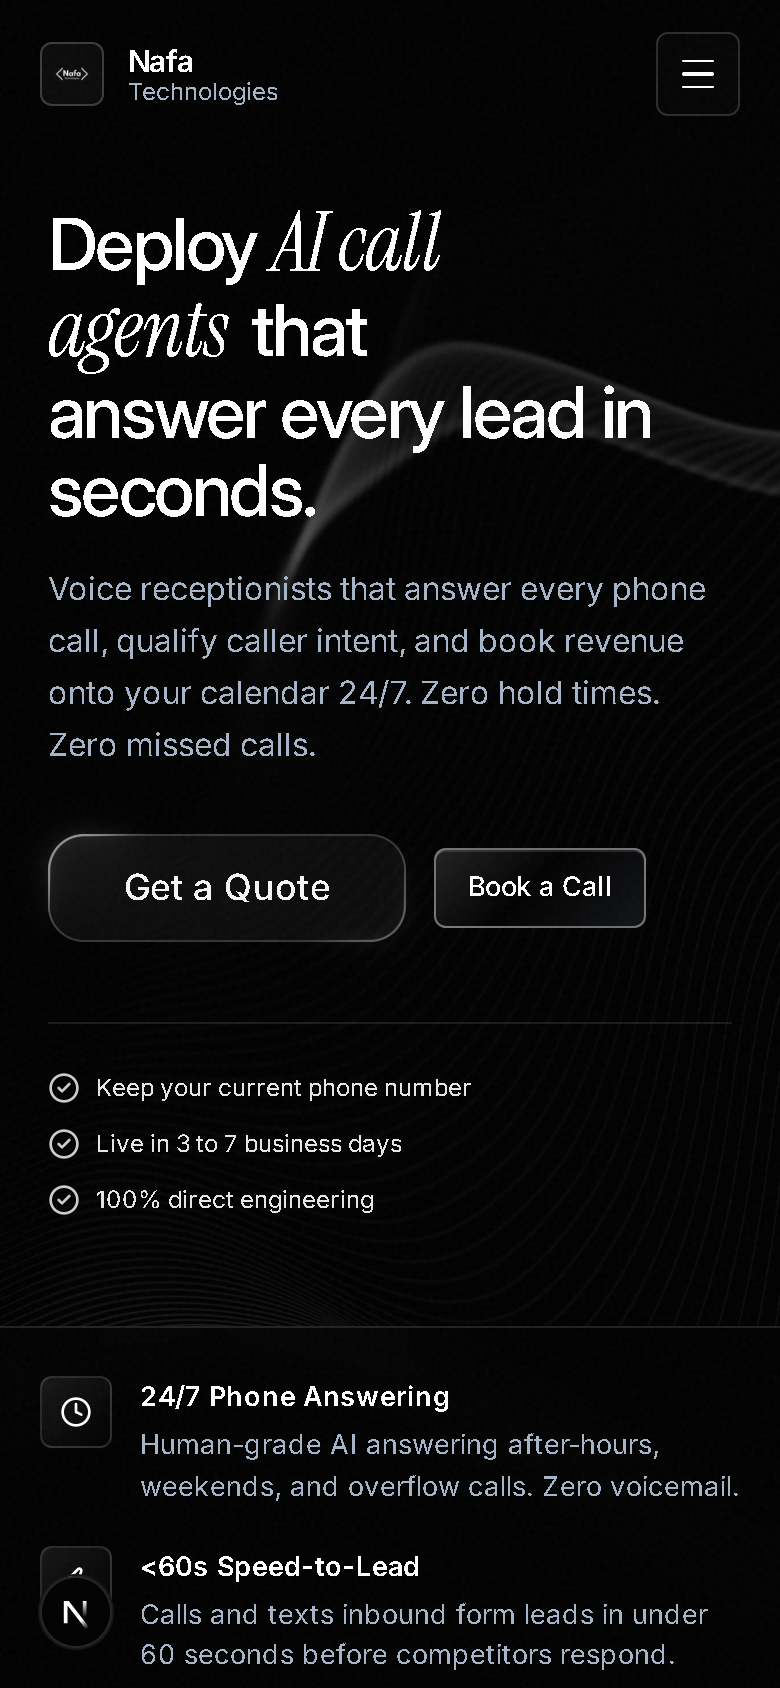 <Nafa>
Nafa
Technologies
Deploy AI call
agents that
answer every lead in
seconds.
Voice receptionists that answer every phone
call, qualify caller intent, and book revenue
onto your calendar 24/7. Zero hold times.
Zero missed calls.
Get a Quote
Book a Call
Keep your current phone number
Live in 3 to 7 business days
100% direct engineering
24/7 Phone Answering
Human-grade AI answering after-hours,
weekends, and overflow calls. Zero voicemail.
<60s Speed-to-Lead
N
Calls and texts inbound form leads in under
60 seconds before competitors respond.